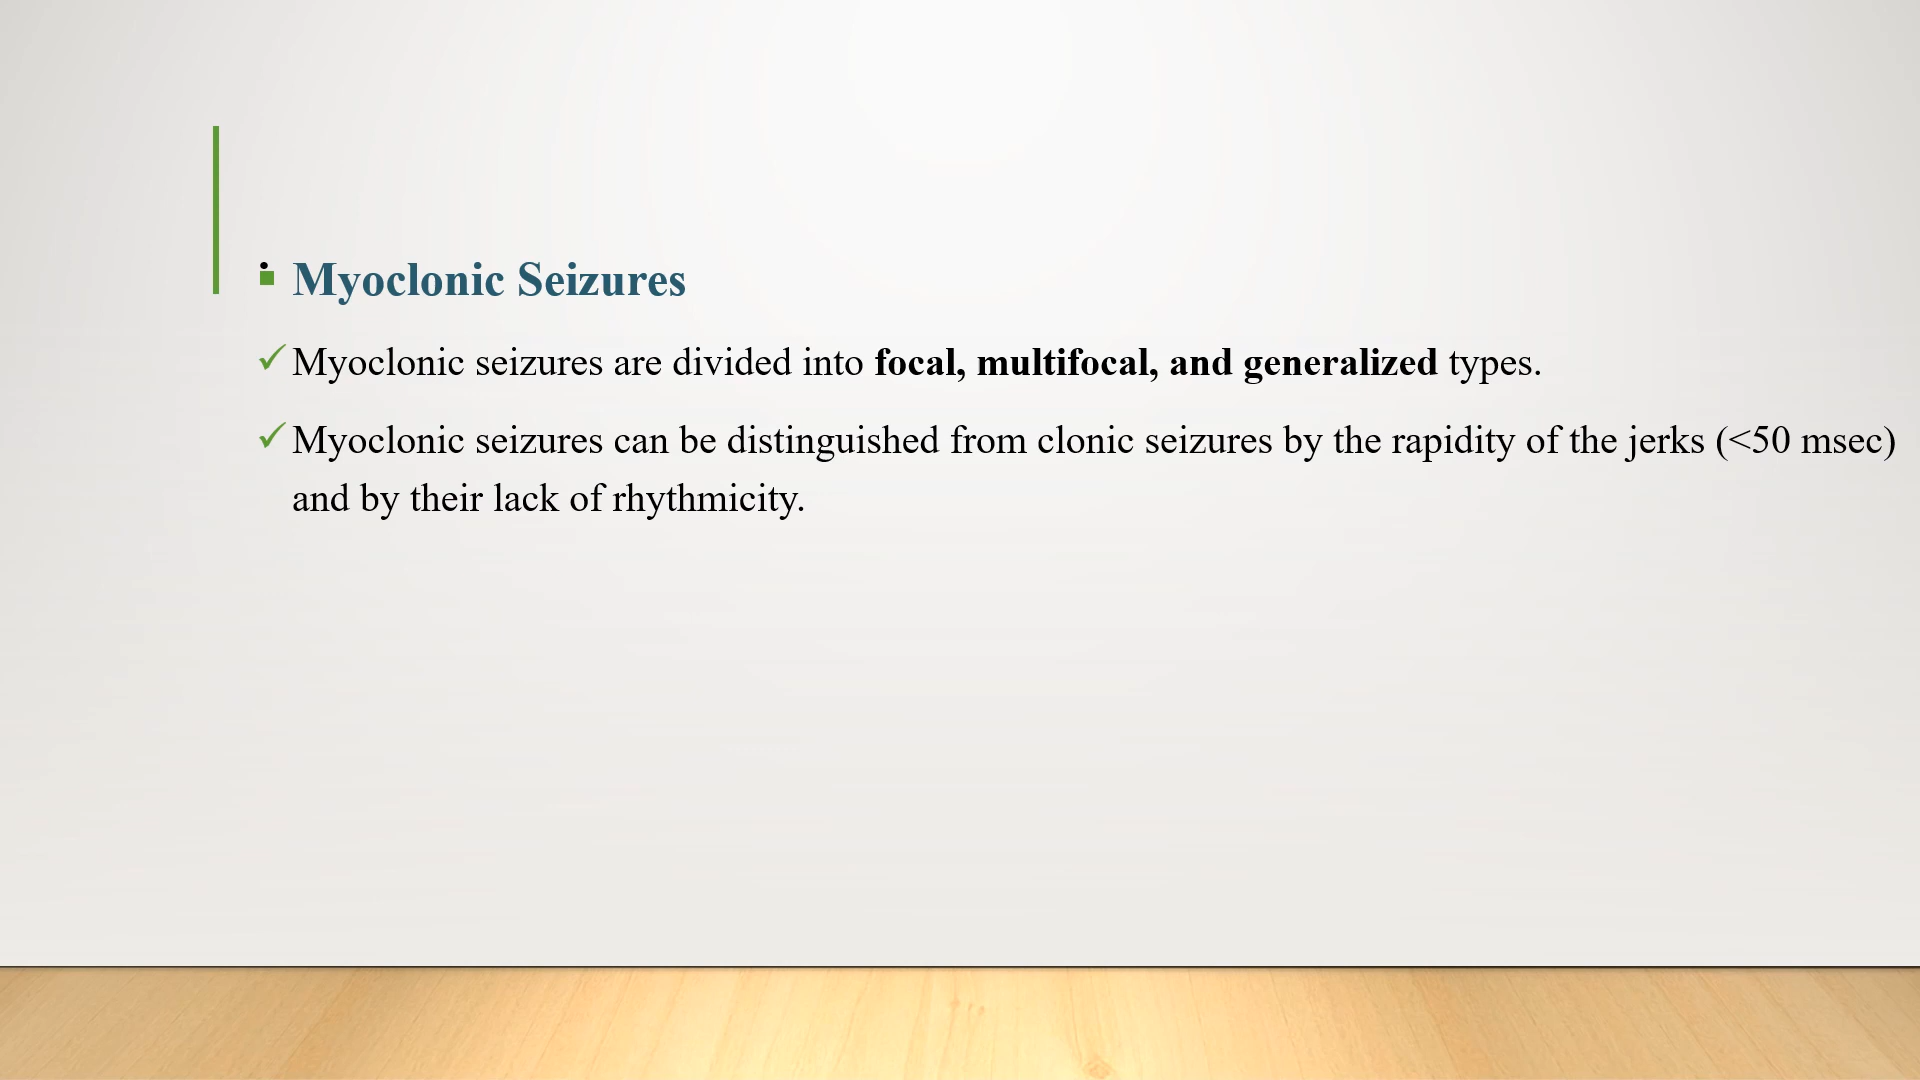 Myoclonic Seizures
Myoclonic seizures are divided into focal, multifocal, and generalized types.
Myoclonic seizures can be distinguished from clonic seizures by the rapidity of the jerks (<50 msec)
and by their lack of rhythmicity.